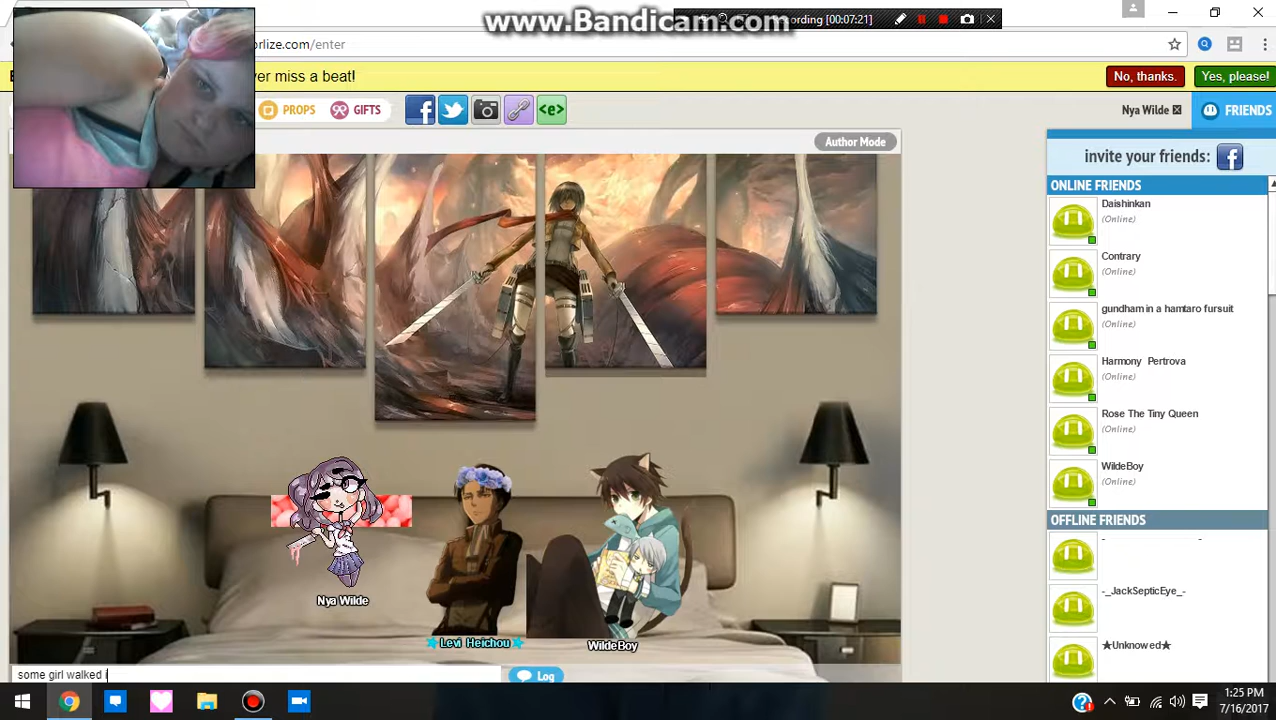 www.Bandicam.com
cording [00:07:21]
orlize.com/enter
ver miss a beat!
No, thanks.
Yes, please!
PROPS
GIFTS
<e>
Nya Wilde
FRIENDS
Author Mode
invite your friends:
ONLINE FRIENDS
Daishinkan
(Online)
Contrary
(Online)
gundham in a hamtaro fursuit
(Online)
Harmony Pertrova
(Online)
Rose The Tiny Queen
(Online)
WildeBoy
(Online)
OFFLINE FRIENDS
-_JackSepticEye_-
★Unknowed★
Nya Wilde
★Levi Heichou★
WildeBoy
some girl walked i
Log
1:25 PM
7/16/2017